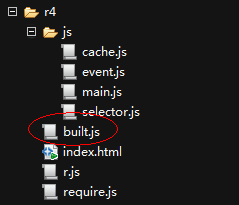 r4
js
cache.js
event.js
main.js
selector.js
built.js
index.html
r.js
require.js